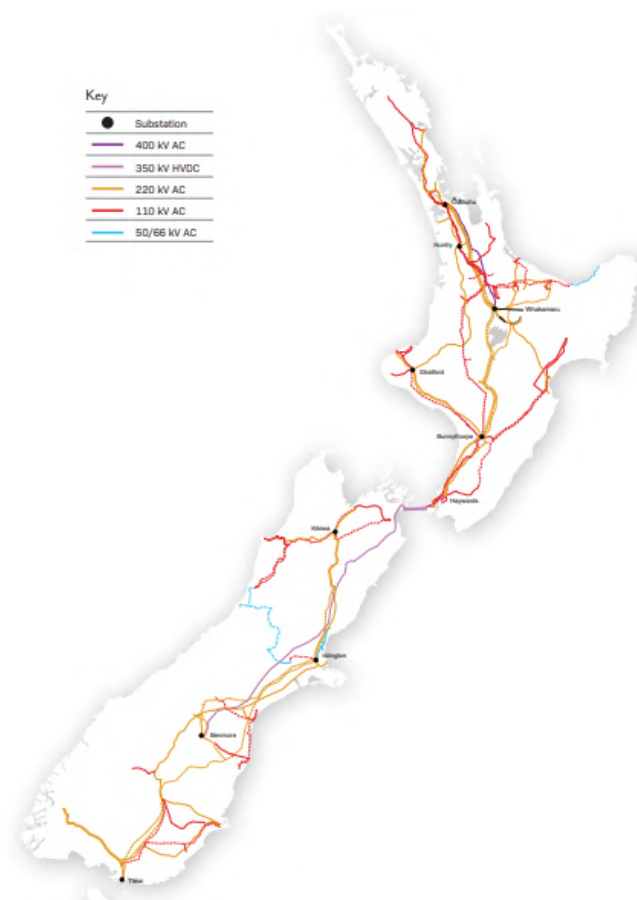 Key
Substation
400 kV AC
350 kV HVDC
220 kV AC
110 kV AC
50/66 kV AC
Huntly
Whakamaru
Stratford
Bunnythorpe
Haywards
Kikiwa
Islington
Benmore
Tiwai